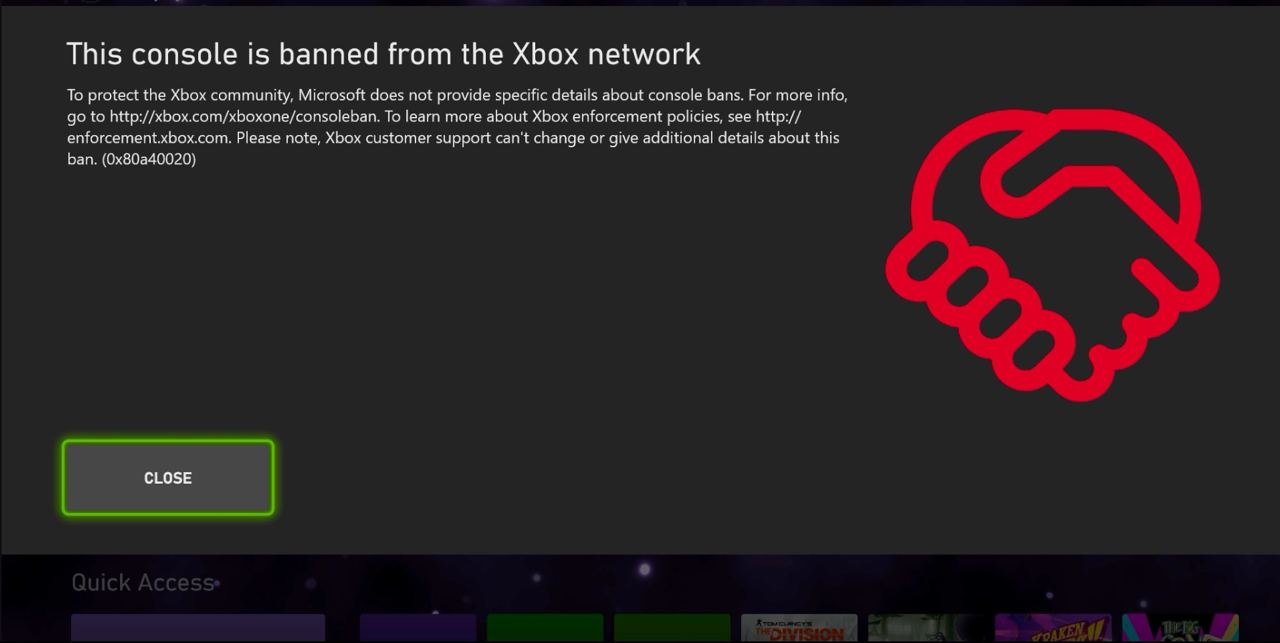 This console is banned from the Xbox network
To protect the Xbox community, Microsoft does not provide specific details about console bans. For more info,
go to http://xbox.com/xboxone/consoleban. To learn more about Xbox enforcement policies, see http://
enforcement.xbox.com. Please note, Xbox customer support can't change or give additional details about this
ban. (0x80a40020)
CLOSE
Quick Access
TOM CLANCY'S
THE DIVISION
KRAKEN
THE BIG